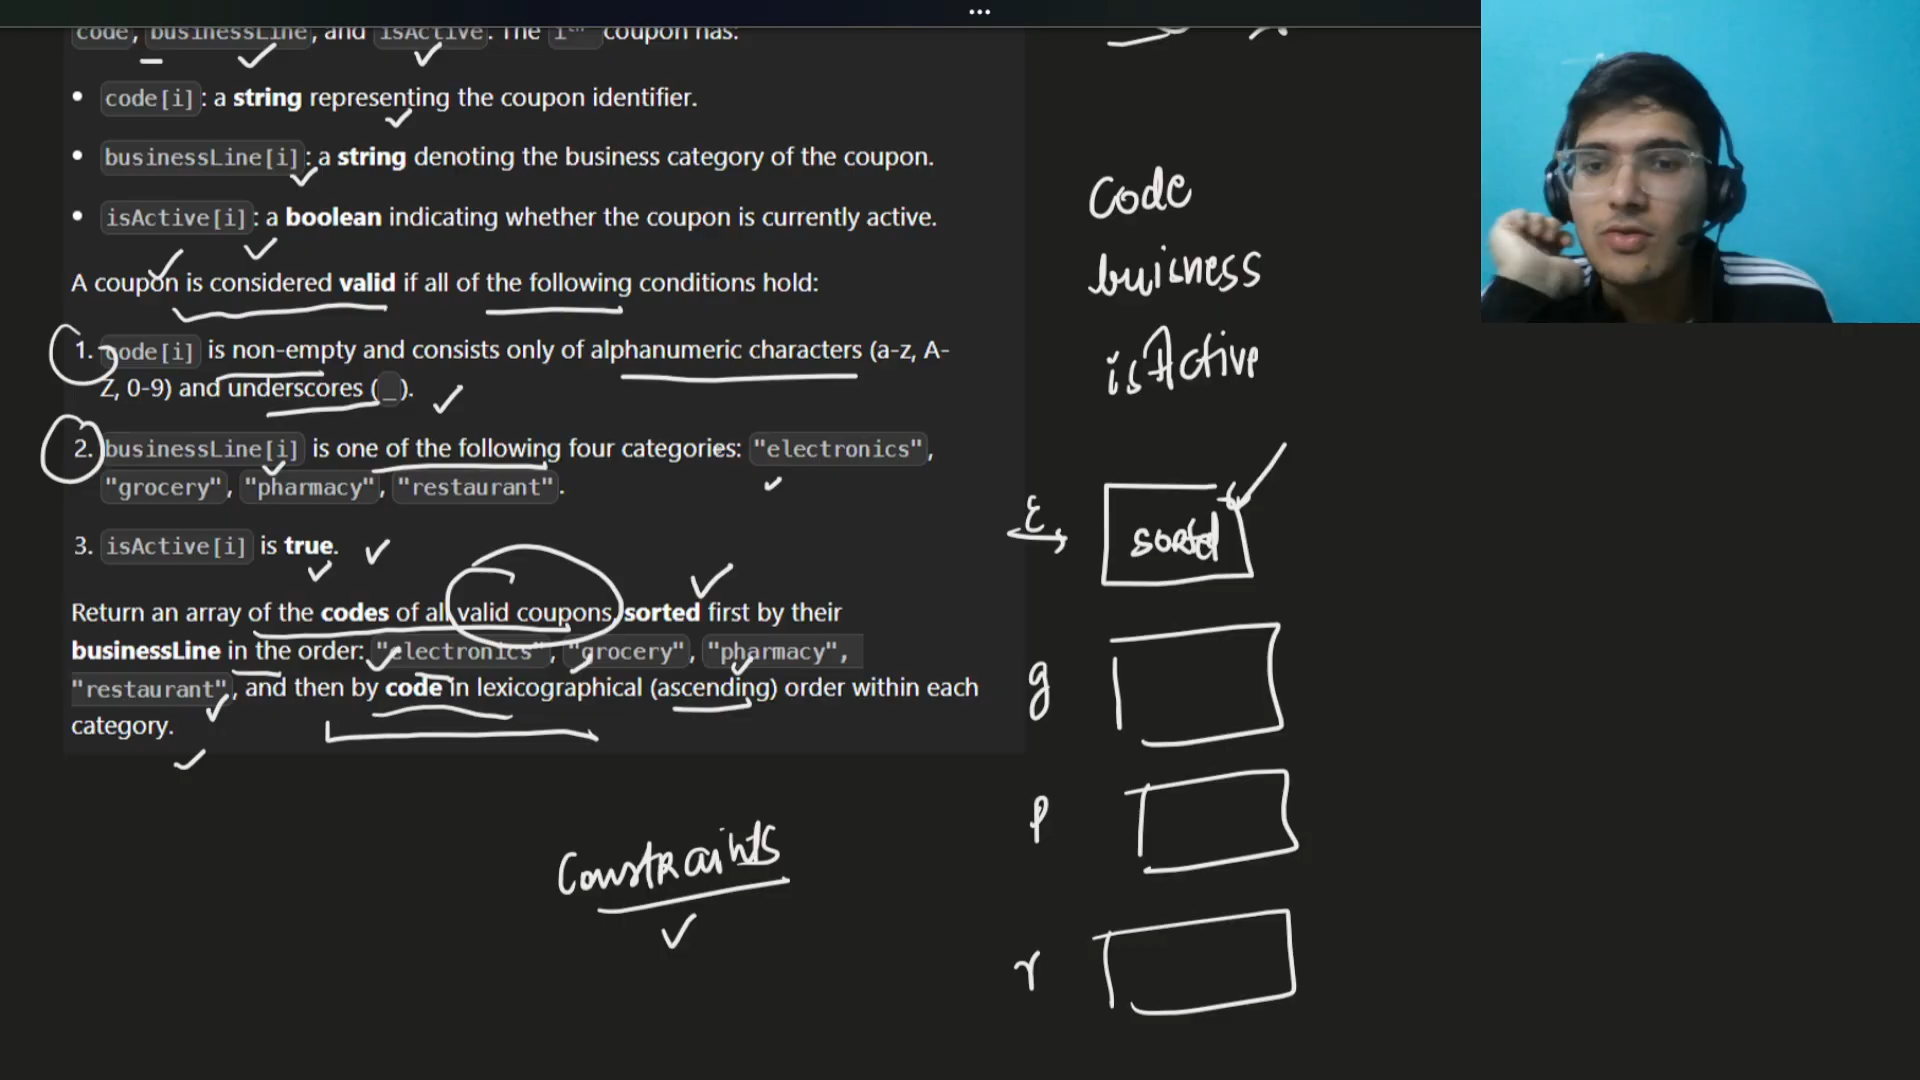 code, businessLine, and isActive. The ith coupon has:
• code[i]: a string representing the coupon identifier.
• businessLine[i]: a string denoting the business category of the coupon.
• isActive[i]: a boolean indicating whether the coupon is currently active.
A coupon is considered valid if all of the following conditions hold:
1. code[i] is non-empty and consists only of alphanumeric characters (a-z, A-
Z, 0-9) and underscores (_).
2. businessLine[i] is one of the following four categories: "electronics",
"grocery", "pharmacy", "restaurant".
3. isActive[i] is true.
Return an array of the codes of all valid coupons, sorted first by their
businessLine in the order: "electronics", "grocery", "pharmacy",
"restaurant", and then by code in lexicographical (ascending) order within each
category.
Constraints
Code
buisness
isActive
E
sorted
g
p
r